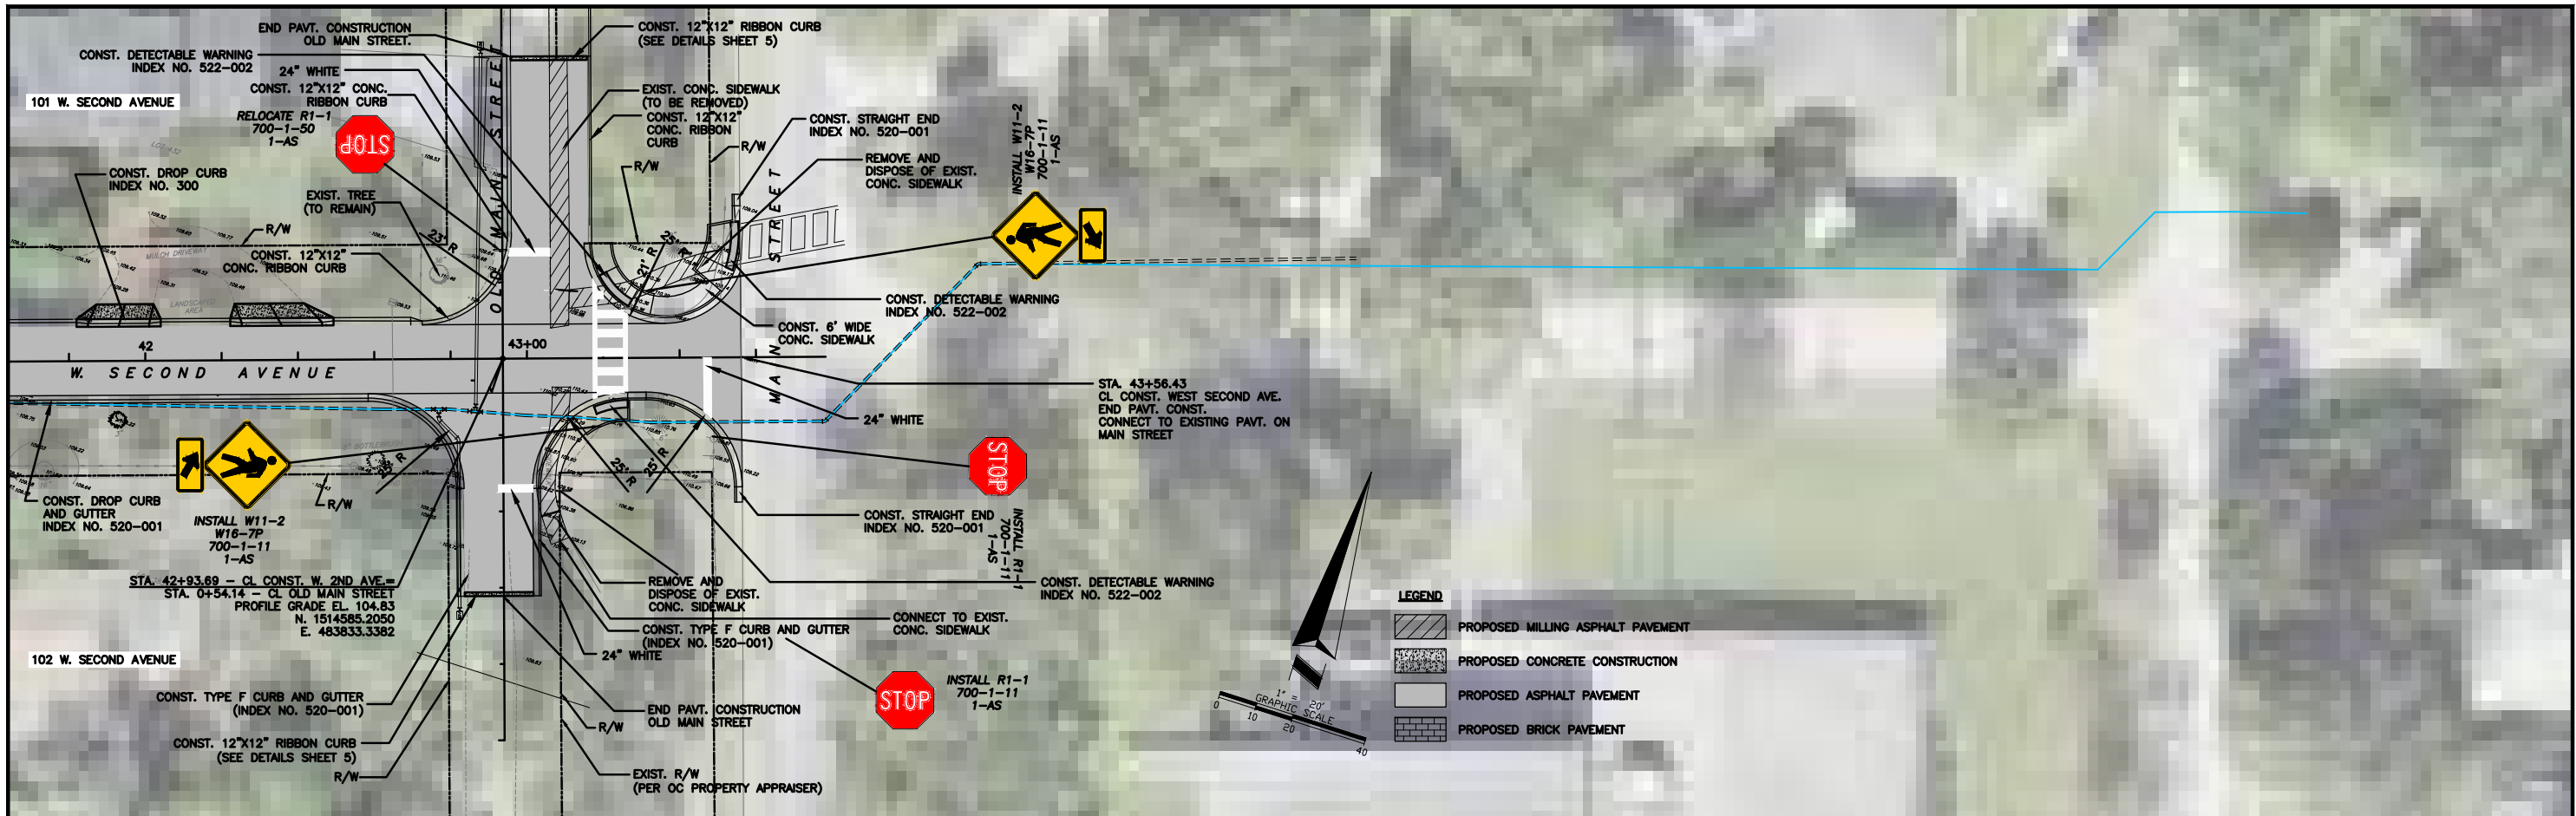 END PAVT. CONSTRUCTION
OLD MAIN STREET.
CONST. DETECTABLE WARNING
INDEX NO. 522-002
24" WHITE
101 W. SECOND AVENUE
CONST. 12"X12" CONC.
RIBBON CURB
RELOCATE R1-1
700-1-50
1-AS
STOP
CONST. DROP CURB
INDEX NO. 300
EXIST. TREE
(TO REMAIN)
R/W
MULCH DRIVEWAY
LANDSCAPED
AREA
CONST. 12"X12"
CONC. RIBBON CURB
23' R
OLD MAIN STREET
CONST. 12"X12" RIBBON CURB
(SEE DETAILS SHEET 5)
EXIST. CONC. SIDEWALK
(TO BE REMOVED)
CONST. 12"X12"
CONC. RIBBON
CURB
R/W
R/W
CONST. STRAIGHT END
INDEX NO. 520-001
REMOVE AND
DISPOSE OF EXIST.
CONC. SIDEWALK
25' R
21' R
MAIN STREET
INSTALL W11-2
W16-7P
700-1-11
1-AS
CONST. DETECTABLE WARNING
INDEX NO. 522-002
CONST. 6' WIDE
CONC. SIDEWALK
42
43+00
W. SECOND AVENUE
STA. 43+56.43
CL CONST. WEST SECOND AVE.
END PAVT. CONST.
CONNECT TO EXISTING PAVT. ON
MAIN STREET
24" WHITE
STOP
INSTALL R1-1
700-1-11
1-AS
25' R
25' R
25' R
R/W
CONST. DROP CURB
AND GUTTER
INDEX NO. 520-001
INSTALL W11-2
W16-7P
700-1-11
1-AS
CONST. STRAIGHT END
INDEX NO. 520-001
STA. 42+93.69 - CL CONST. W. 2ND AVE.=
STA. 0+54.14 - CL OLD MAIN STREET
PROFILE GRADE EL. 104.83
N. 1514585.2050
E. 483833.3382
REMOVE AND
DISPOSE OF EXIST.
CONC. SIDEWALK
CONST. DETECTABLE WARNING
INDEX NO. 522-002
CONNECT TO EXIST.
CONC. SIDEWALK
CONST. TYPE F CURB AND GUTTER
(INDEX NO. 520-001)
24" WHITE
102 W. SECOND AVENUE
CONST. TYPE F CURB AND GUTTER
(INDEX NO. 520-001)
STOP
INSTALL R1-1
700-1-11
1-AS
END PAVT. CONSTRUCTION
OLD MAIN STREET
R/W
CONST. 12"X12" RIBBON CURB
(SEE DETAILS SHEET 5)
R/W
EXIST. R/W
(PER OC PROPERTY APPRAISER)
1" = 20'
GRAPHIC SCALE
0 10 20 40
LEGEND
PROPOSED MILLING ASPHALT PAVEMENT
PROPOSED CONCRETE CONSTRUCTION
PROPOSED ASPHALT PAVEMENT
PROPOSED BRICK PAVEMENT